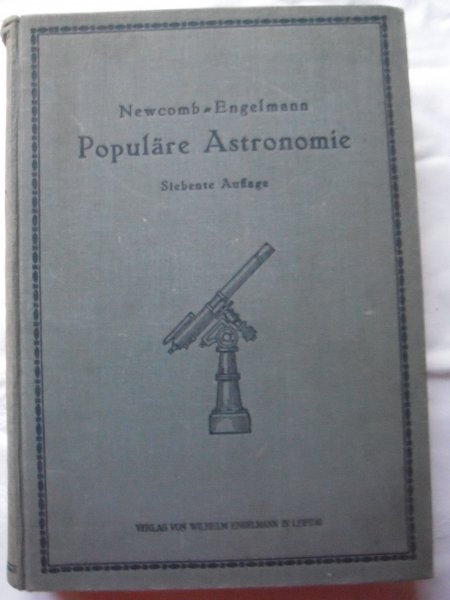 Newcomb-Engelmann
Populäre Astronomie
Siebente Auflage
VERLAG VON WILHELM ENGELMANN IN LEIPZIG